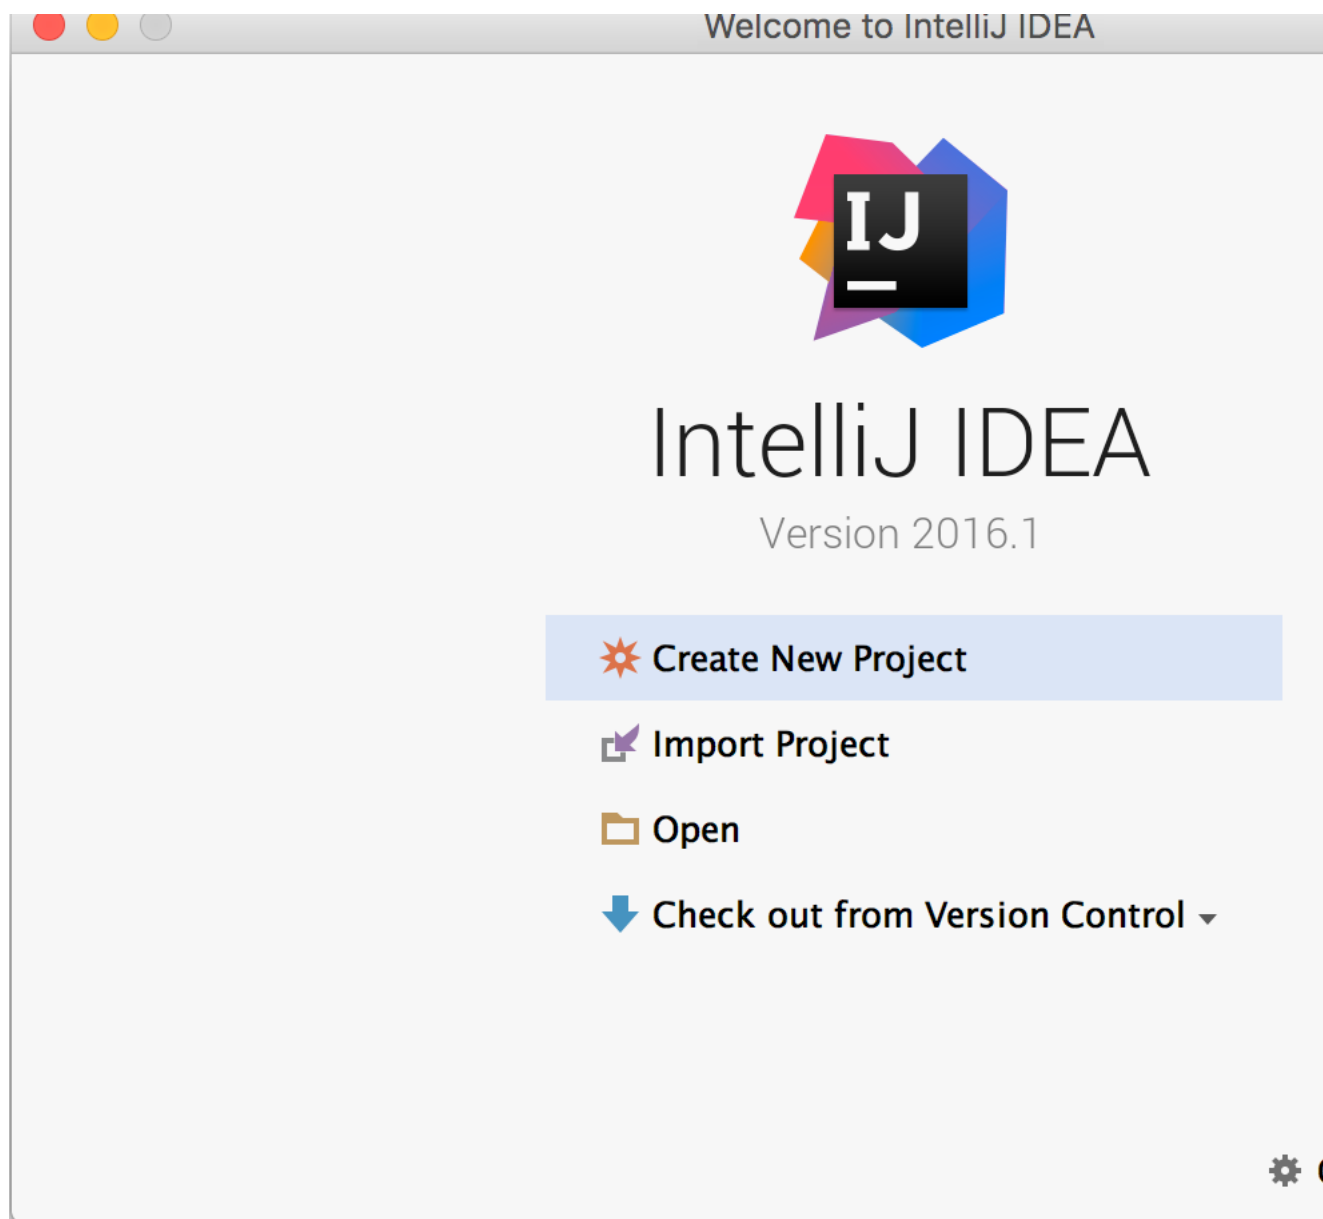 Welcome to IntelliJ IDEA
IJ
IntelliJ IDEA
Version 2016.1
Create New Project
Import Project
Open
Check out from Version Control